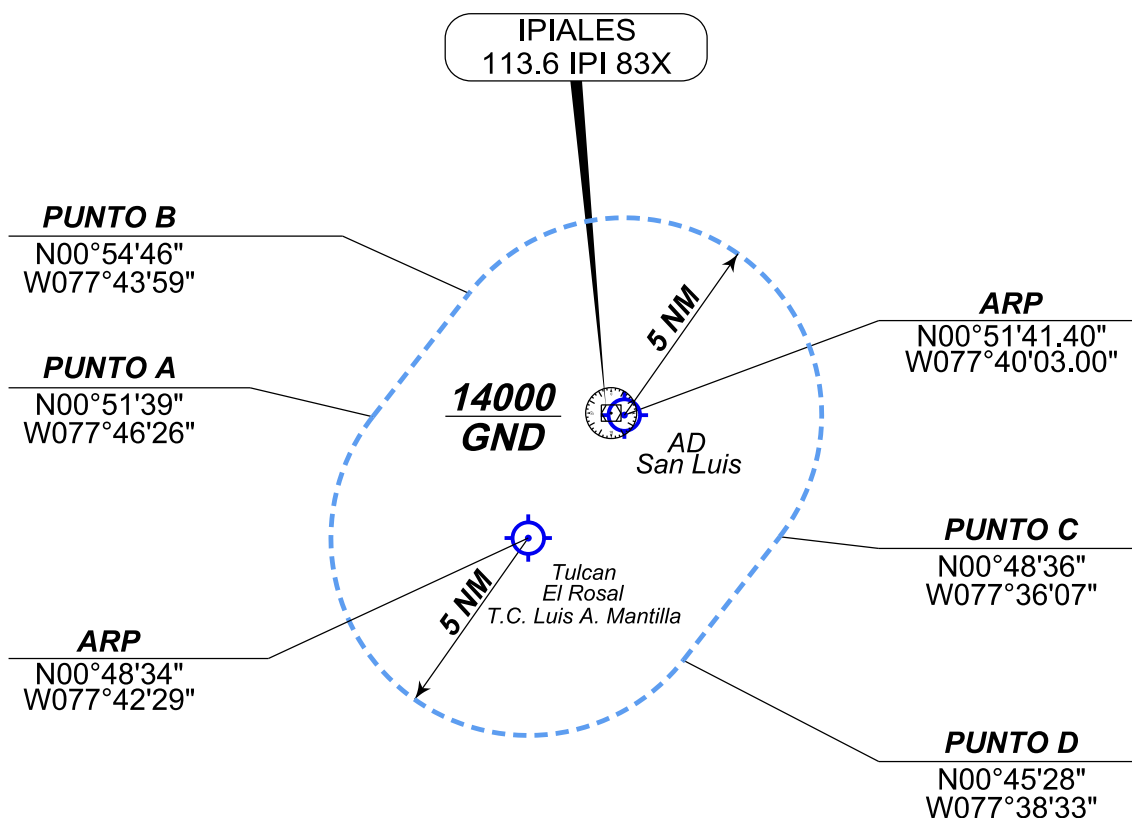 IPIALES
113.6 IPI 83X
PUNTO B
N00°54'46"
W077°43'59"
PUNTO A
N00°51'39"
W077°46'26"
5 NM
ARP
N00°51'41.40"
W077°40'03.00"
14000
GND
AD
San Luis
PUNTO C
N00°48'36"
W077°36'07"
Tulcan
El Rosal
T.C. Luis A. Mantilla
5 NM
ARP
N00°48'34"
W077°42'29"
PUNTO D
N00°45'28"
W077°38'33"